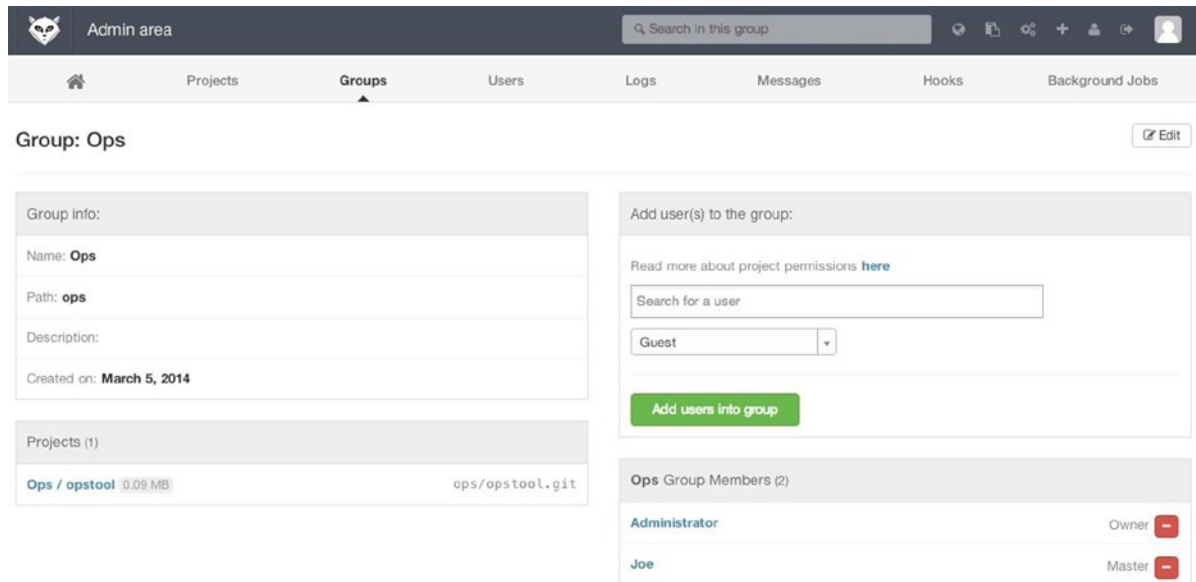 Admin area
Search in this group
Projects Groups Users Logs Messages Hooks Background Jobs
Group: Ops
Edit
Group info:
Name: Ops
Path: ops
Description:
Created on: March 5, 2014
Projects (1)
Ops / opstool 0.09 MB ops/opstool.git
Add user(s) to the group:
Read more about project permissions here
Search for a user
Guest
Add users into group
Ops Group Members (2)
Administrator Owner
Joe Master